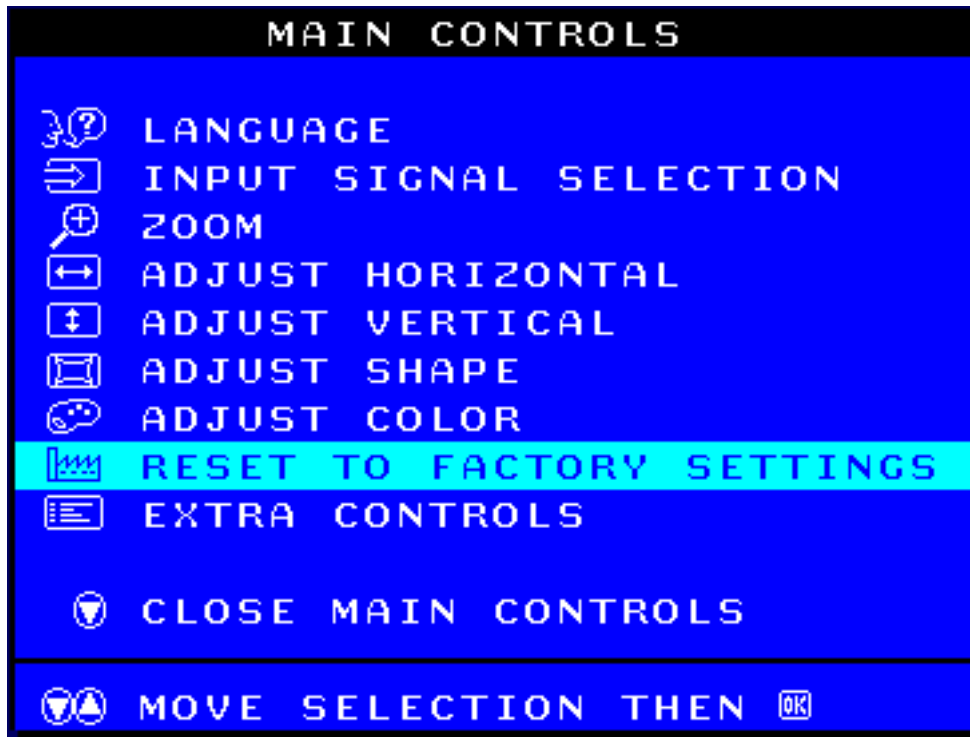 MAIN CONTROLS
LANGUAGE
INPUT SIGNAL SELECTION
ZOOM
ADJUST HORIZONTAL
ADJUST VERTICAL
ADJUST SHAPE
ADJUST COLOR
RESET TO FACTORY SETTINGS
EXTRA CONTROLS
CLOSE MAIN CONTROLS
MOVE SELECTION THEN OK